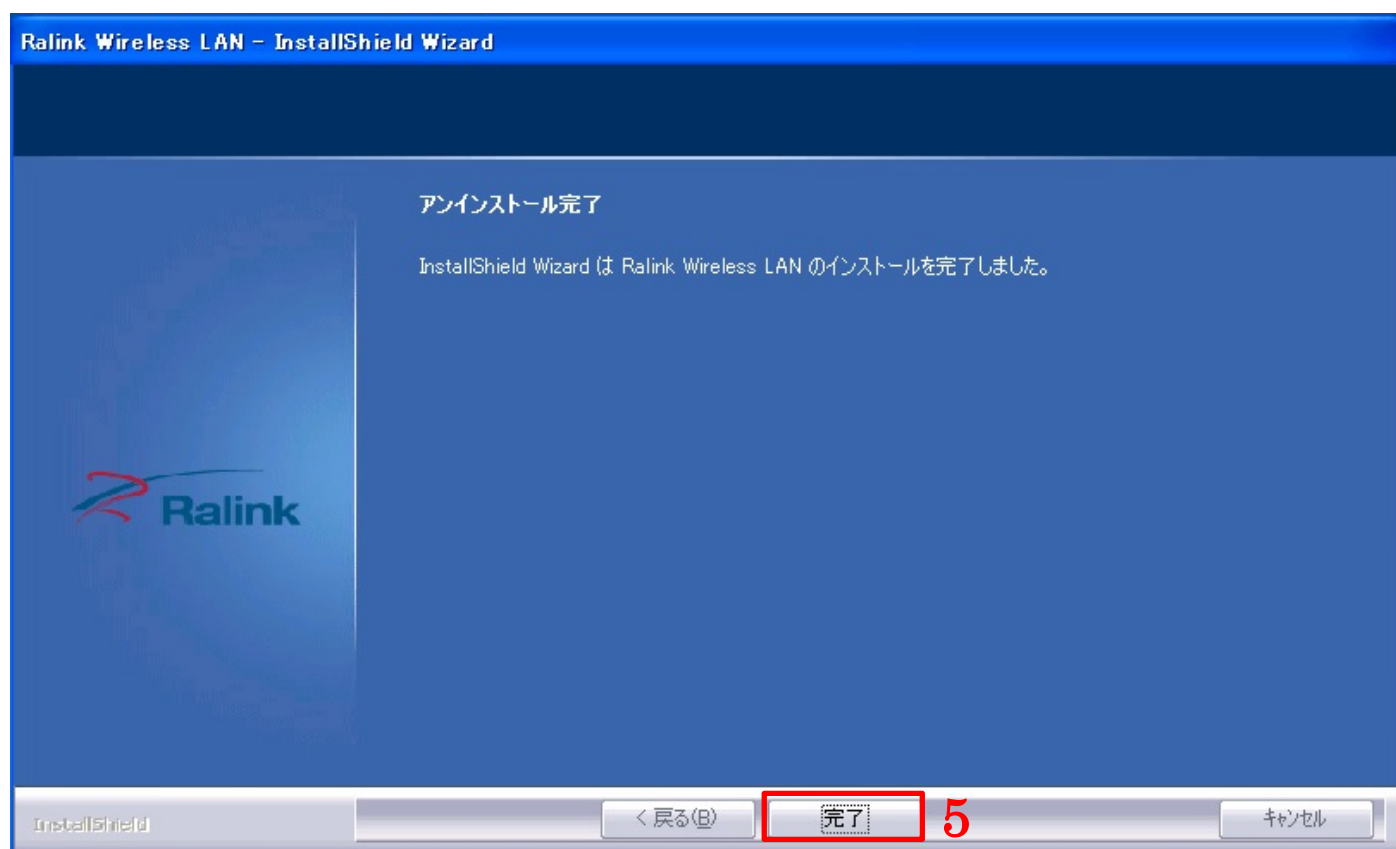 Ralink Wireless LAN - InstallShield Wizard
アンインストール完了
InstallShield Wizard は Ralink Wireless LAN のインストールを完了しました。
Ralink
InstallShield
< 戻る(B)
完了
5
キャンセル